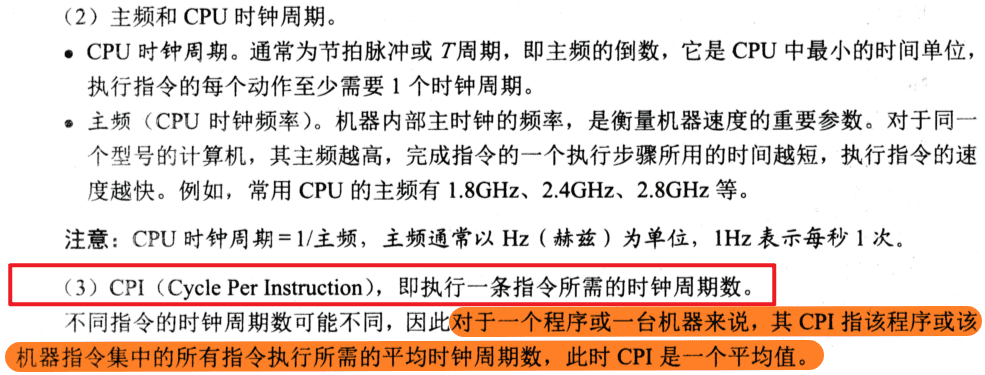 （2）主频和 CPU 时钟周期。
● CPU 时钟周期。通常为节拍脉冲或 T周期，即主频的倒数，它是 CPU 中最小的时间单位，
执行指令的每个动作至少需要 1 个时钟周期。
● 主频（CPU 时钟频率）。机器内部主时钟的频率，是衡量机器速度的重要参数。对于同一
个型号的计算机，其主频越高，完成指令的一个执行步骤所用的时间越短，执行指令的速
度越快。例如，常用 CPU 的主频有 1.8GHz、2.4GHz、2.8GHz 等。
注意：CPU 时钟周期=1/主频，主频通常以 Hz（赫兹）为单位，1Hz 表示每秒 1 次。
（3）CPI（Cycle Per Instruction），即执行一条指令所需的时钟周期数。
不同指令的时钟周期数可能不同，因此对于一个程序或一台机器来说，其 CPI 指该程序或该
机器指令集中的所有指令执行所需的平均时钟周期数，此时 CPI 是一个平均值。